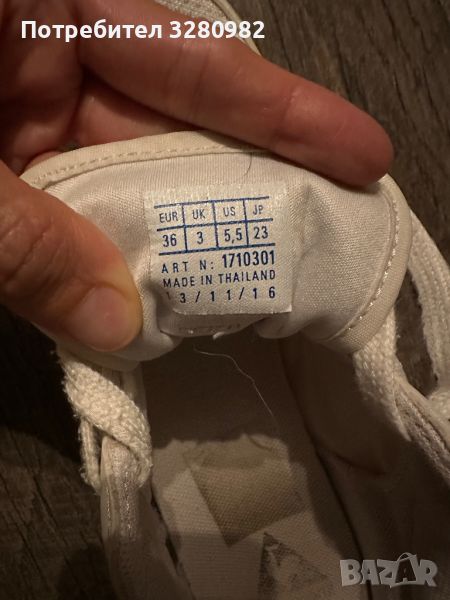 Потребител 3280982
EUR UK US JP
36 3 5,5 23
ART N: 1710301
MADE IN THAILAND
13/11/16
BAZAR